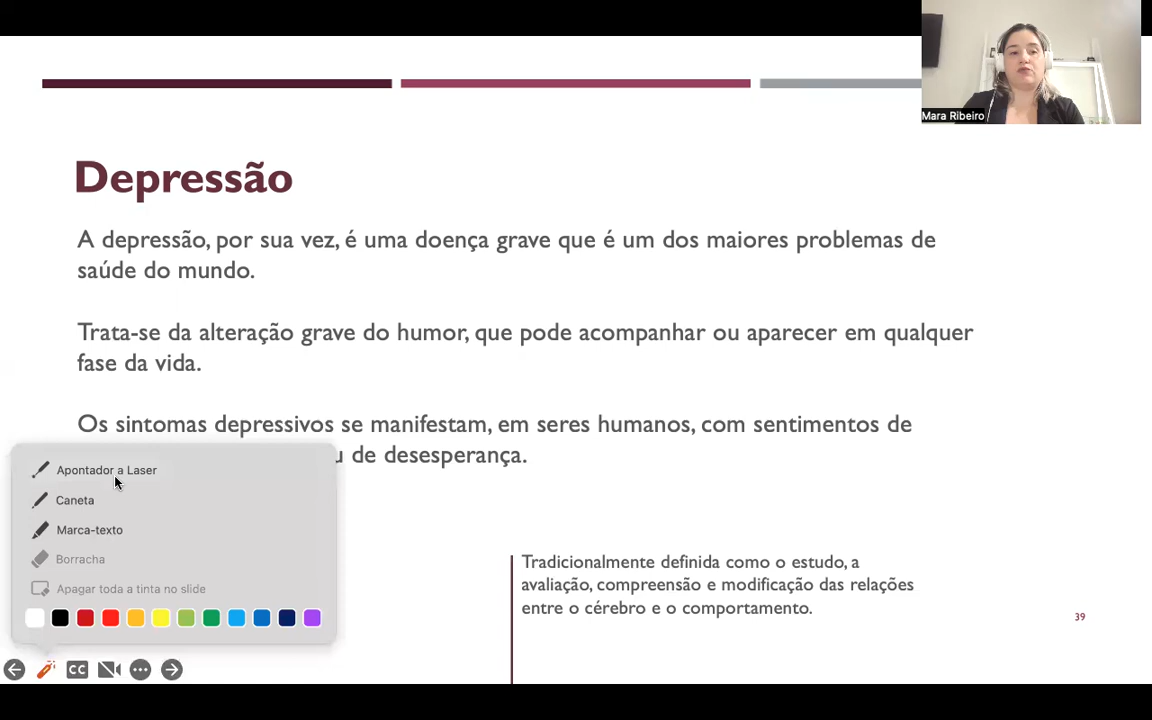 Mara Ribeiro
Depressão
A depressão, por sua vez, é uma doença grave que é um dos maiores problemas de
saúde do mundo.
Trata-se da alteração grave do humor, que pode acompanhar ou aparecer em qualquer
fase da vida.
Os sintomas depressivos se manifestam, em seres humanos, com sentimentos de
de desesperança.
Apontador a Laser
Caneta
Marca-texto
Borracha
Apagar toda a tinta no slide
CC
Tradicionalmente definida como o estudo, a
avaliação, compreensão e modificação das relações
entre o cérebro e o comportamento.
39